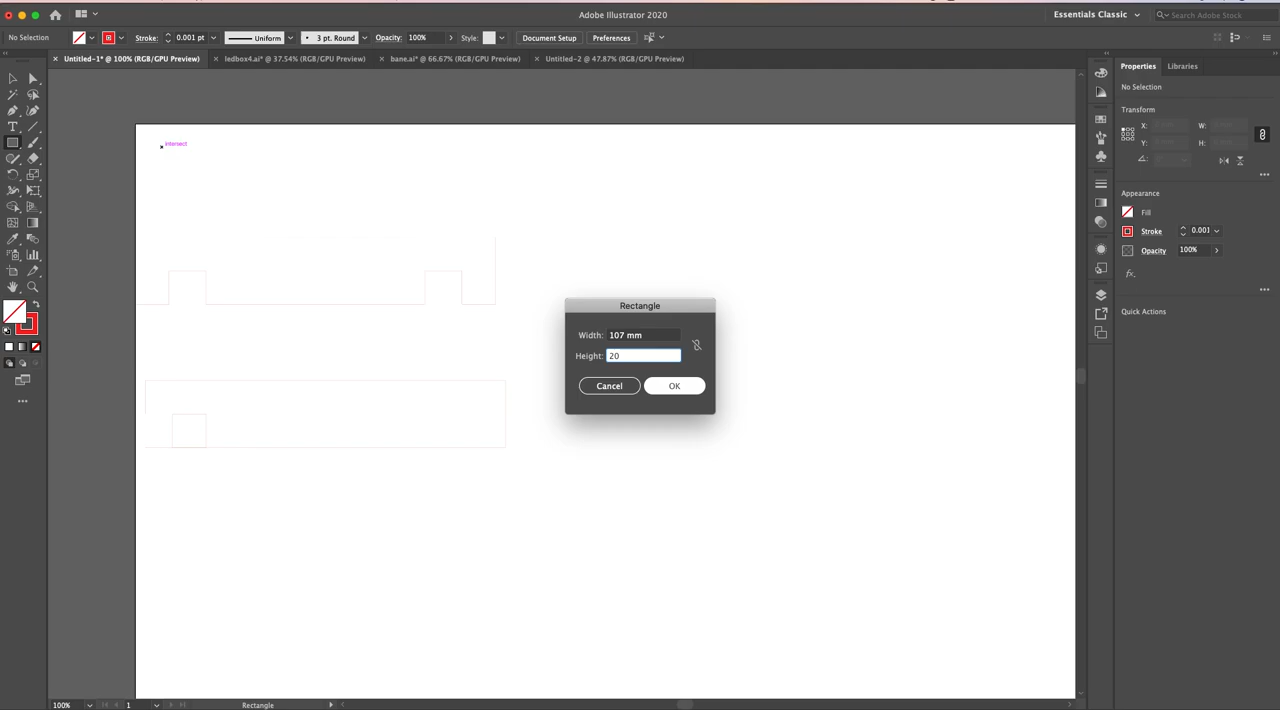 Adobe Illustrator 2020
Essentials Classic
Search Adobe Stock
No Selection
Stroke: 0.001 pt
Uniform
3 pt. Round
Opacity: 100%
Style:
Document Setup
Preferences
Untitled-1* @ 100% (RGB/GPU Preview)
ledbox4.ai* @ 37.54% (RGB/GPU Preview)
bane.ai* @ 66.67% (RGB/GPU Preview)
Untitled-2 @ 47.87% (RGB/GPU Preview)
intersect
Rectangle
Width: 107 mm
Height: 20
Cancel
OK
Properties
Libraries
No Selection
Transform
X:
W:
Y:
H:
Appearance
Fill
Stroke
0.001
Opacity
100%
fx.
Quick Actions
100%
1
Rectangle